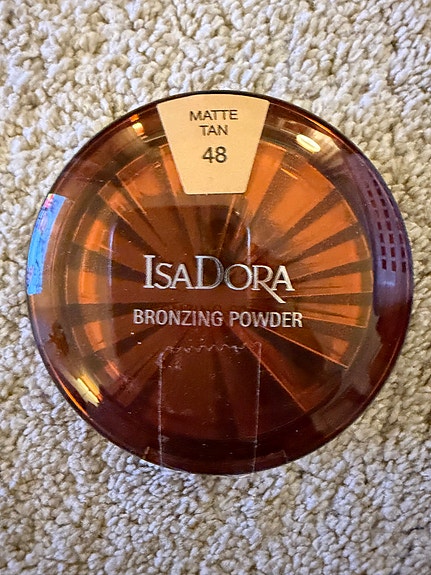 MATTE
TAN
48
ISADORA
BRONZING POWDER